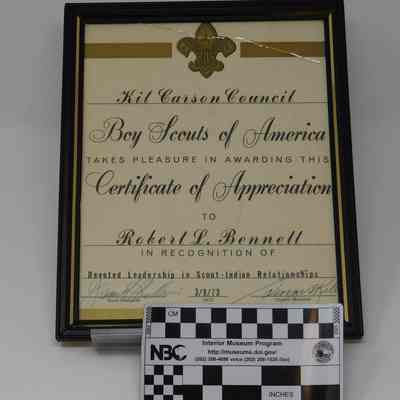 Kit Carson Council
Boy Scouts of America
TAKES PLEASURE IN AWARDING THIS
Certificate of Appreciation
TO
Robert L. Bennett
IN RECOGNITION OF
Devoted Leadership in Scout-Indian Relationships
3/8/73
CM
NBC
Interior Museum Program
http://museums.doi.gov/
INCHES